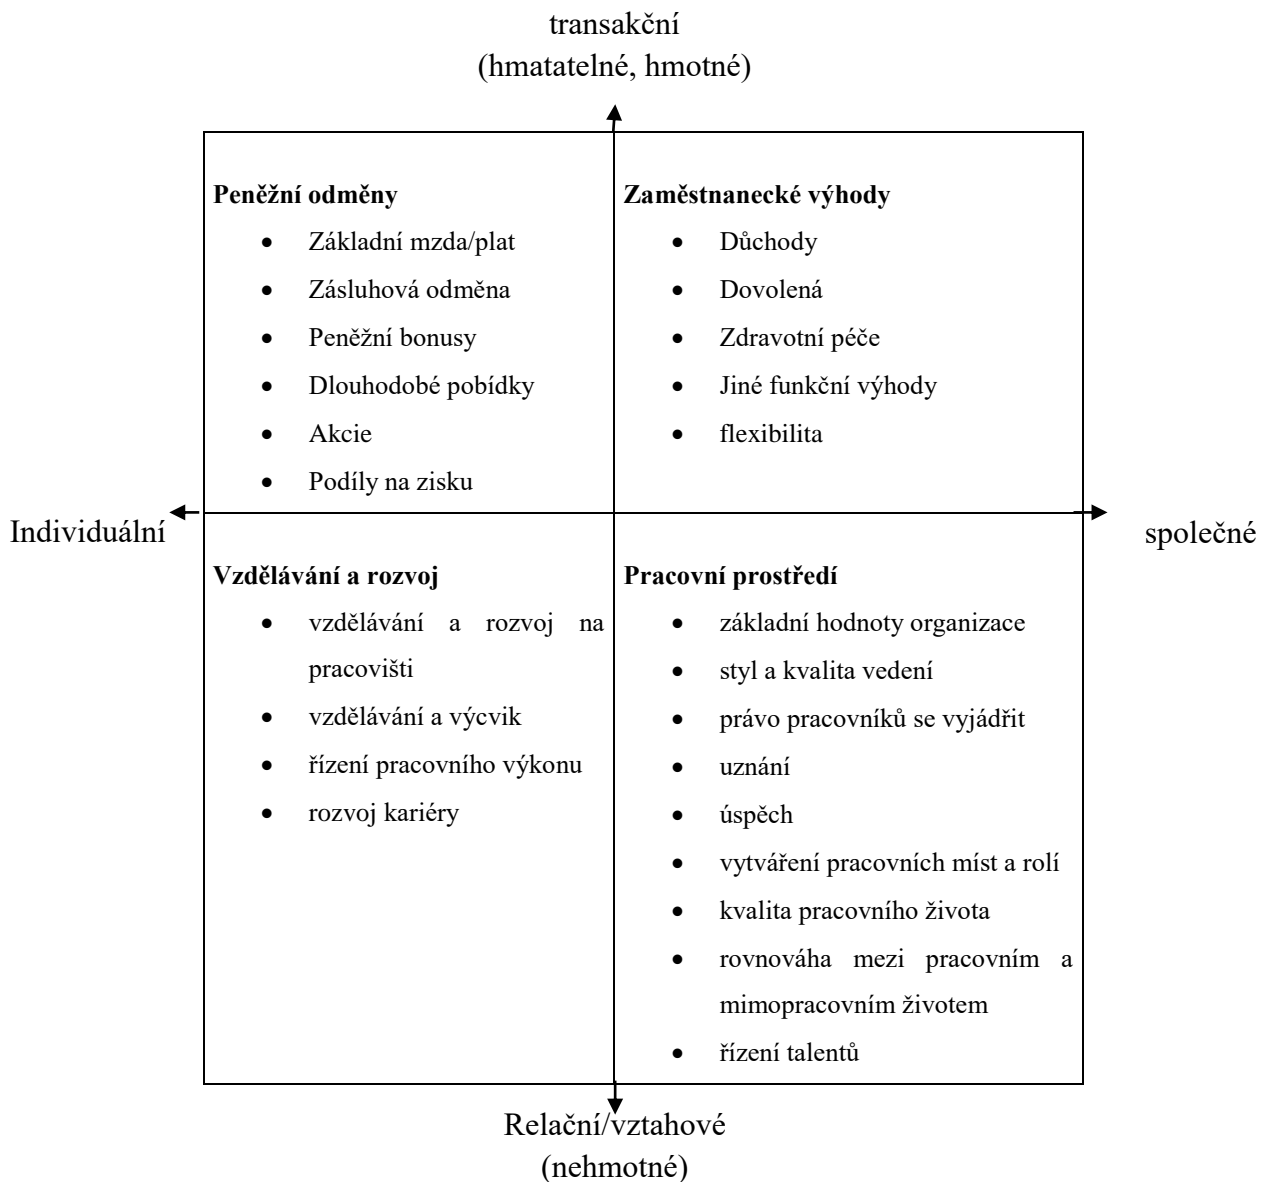 transakční
(hmatatelné, hmotné)
Peněžní odměny
• Základní mzda/plat
• Zásluhová odměna
• Peněžní bonusy
• Dlouhodobé pobídky
• Akcie
• Podíly na zisku
Zaměstnanecké výhody
• Důchody
• Dovolená
• Zdravotní péče
• Jiné funkční výhody
• flexibilita
Individuální
společné
Vzdělávání a rozvoj
• vzdělávání a rozvoj na
pracovišti
• vzdělávání a výcvik
• řízení pracovního výkonu
• rozvoj kariéry
Pracovní prostředí
• základní hodnoty organizace
• styl a kvalita vedení
• právo pracovníků se vyjádřit
• uznání
• úspěch
• vytváření pracovních míst a rolí
• kvalita pracovního života
• rovnováha mezi pracovním a
mimopracovním životem
• řízení talentů
Relační/vztahové
(nehmotné)